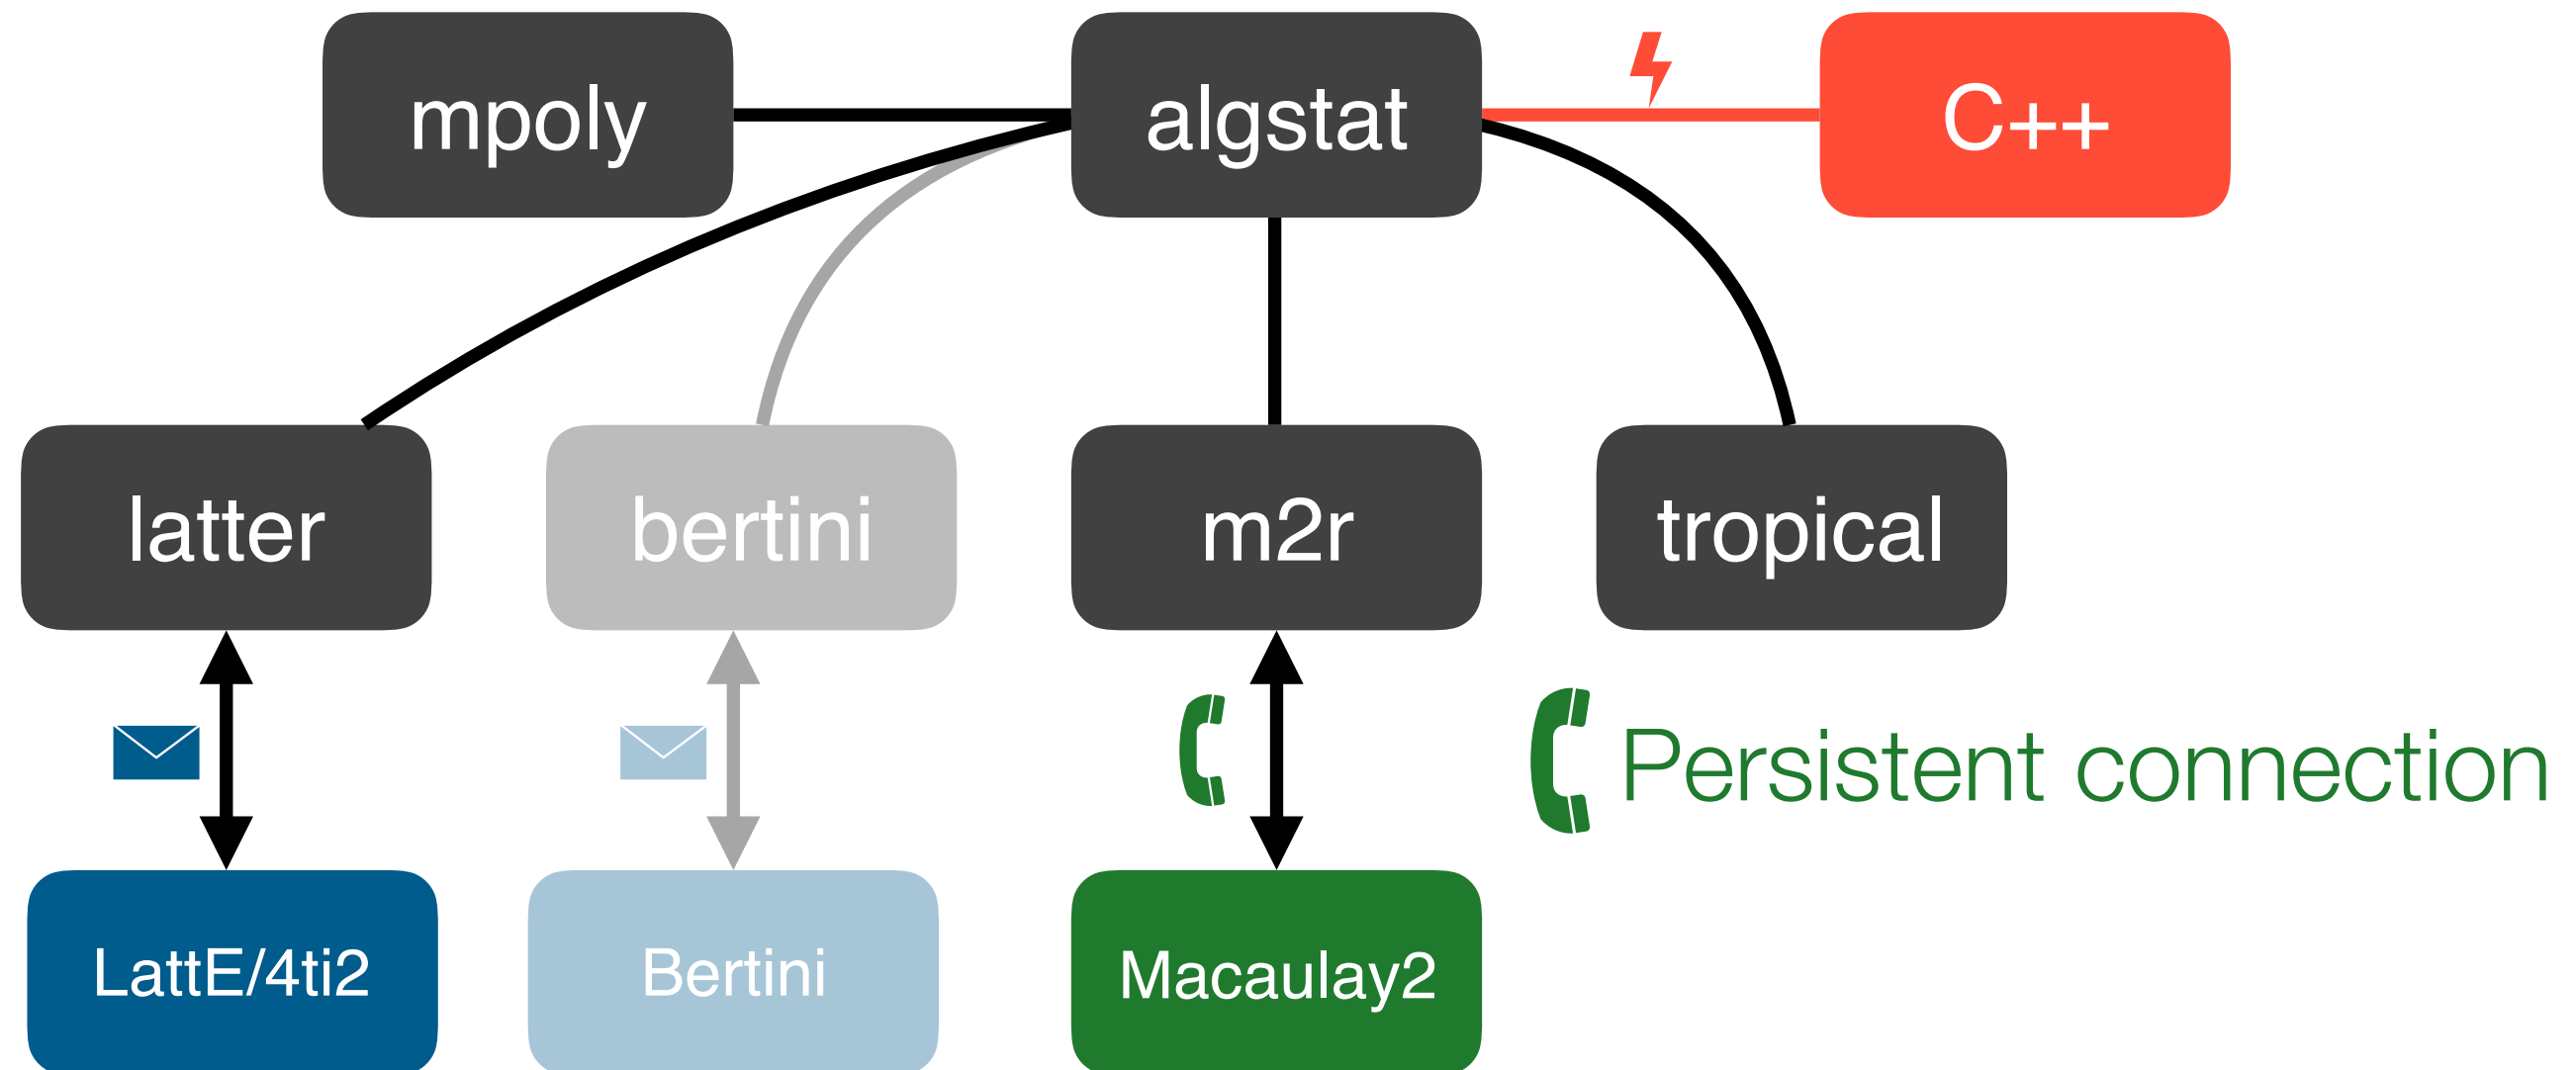 mpoly
algstat
C++
latter
bertini
m2r
tropical
Persistent connection
LattE/4ti2
Bertini
Macaulay2